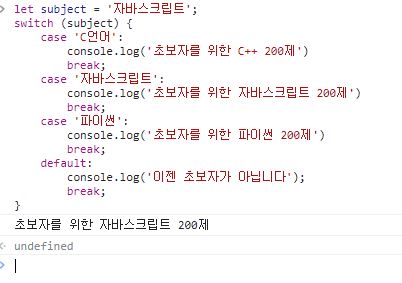 let subject = '자바스크립트';
switch (subject) {
    case 'C언어':
        console.log('초보자를 위한 C++ 200제')
        break;
    case '자바스크립트':
        console.log('초보자를 위한 자바스크립트 200제')
        break;
    case '파이썬':
        console.log('초보자를 위한 파이썬 200제')
        break;
    default:
        console.log('이젠 초보자가 아닙니다');
        break;
}
초보자를 위한 자바스크립트 200제
undefined